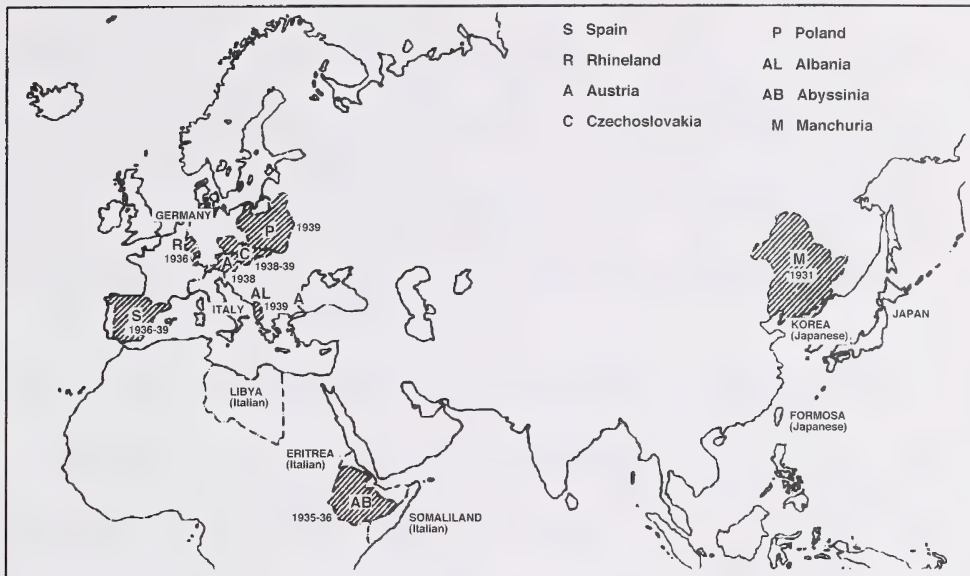 S Spain
R Rhineland
A Austria
C Czechoslovakia
P Poland
AL Albania
AB Abyssinia
M Manchuria
GERMANY
R
1936
P
1939
C
1938-39
A
1938
AL
1939
A
ITALY
S
1936-39
LIBYA
(Italian)
ERITREA
(Italian)
AB
1935-36
SOMALILAND
(Italian)
M
1931
KOREA
(Japanese)
JAPAN
FORMOSA
(Japanese)